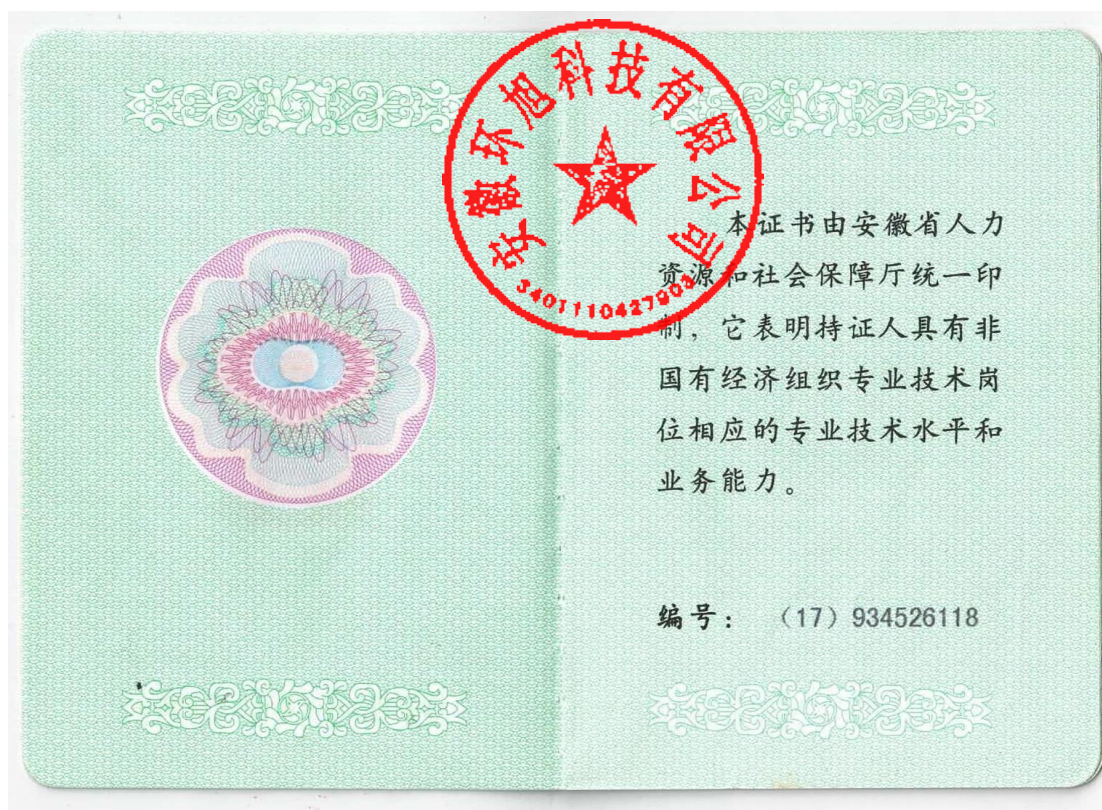 安徽环旭科技有限公司
3401110427903
本证书由安徽省人力
资源和社会保障厅统一印
制，它表明持证人具有非
国有经济组织专业技术岗
位相应的专业技术水平和
业务能力。
编号： （17）934526118